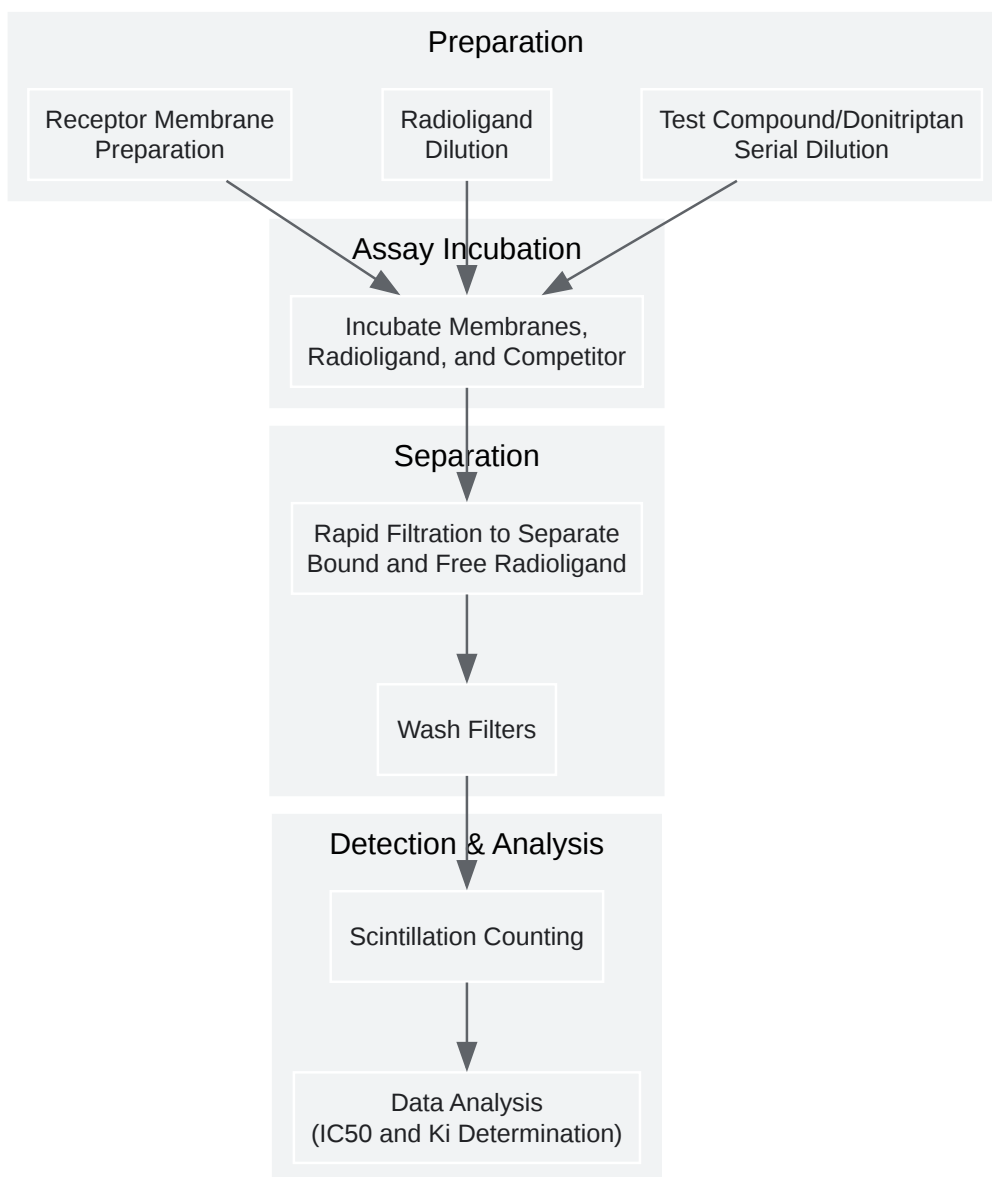 Preparation
Receptor Membrane
Preparation
Radioligand
Dilution
Test Compound/Donitriptan
Serial Dilution
Assay Incubation
Incubate Membranes,
Radioligand, and Competitor
Separation
Rapid Filtration to Separate
Bound and Free Radioligand
Wash Filters
Detection & Analysis
Scintillation Counting
Data Analysis
(IC50 and Ki Determination)